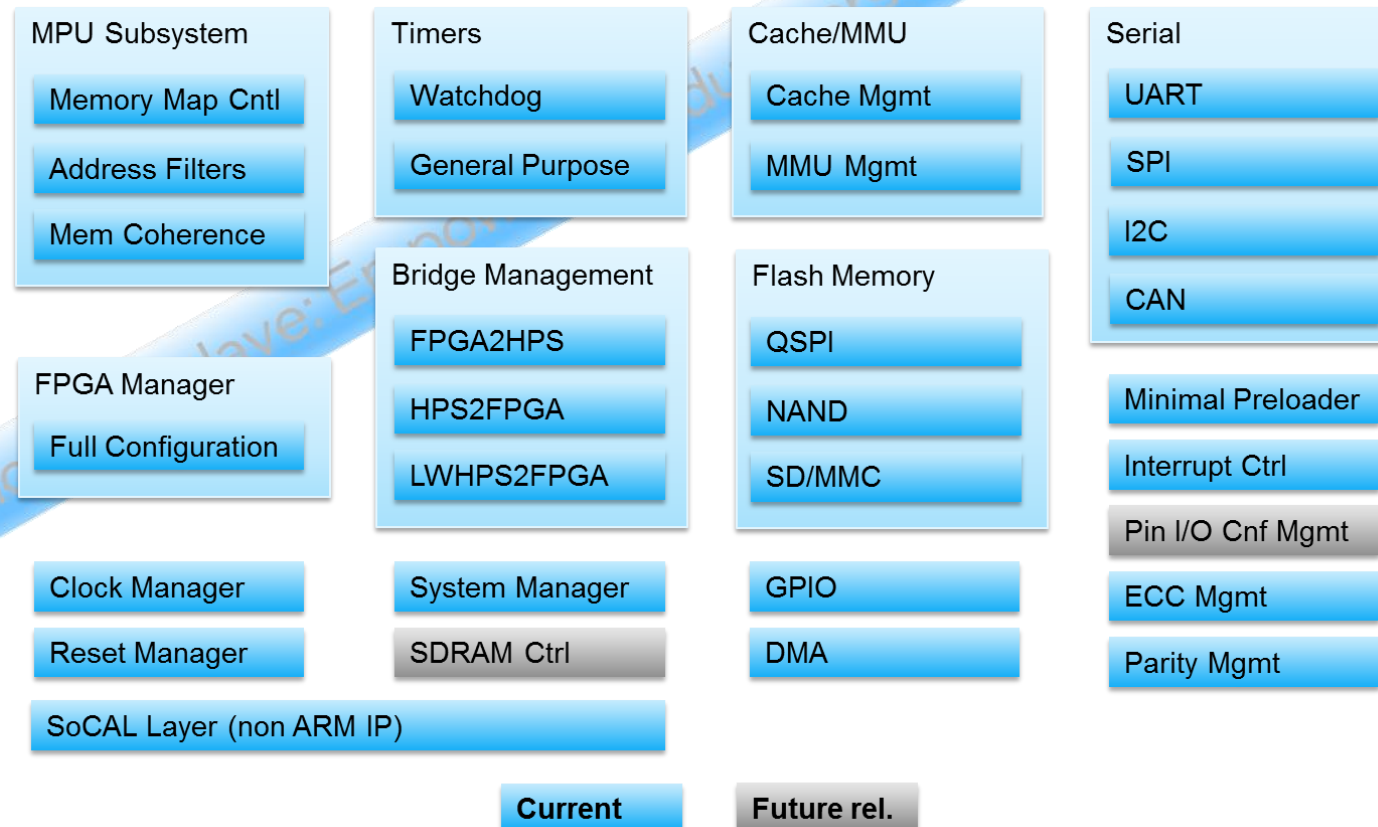 MPU Subsystem
Memory Map Cntl
Address Filters
Mem Coherence
Timers
Watchdog
General Purpose
Cache/MMU
Cache Mgmt
MMU Mgmt
Serial
UART
SPI
I2C
CAN
FPGA Manager
Full Configuration
Bridge Management
FPGA2HPS
HPS2FPGA
LWHPS2FPGA
Flash Memory
QSPI
NAND
SD/MMC
Minimal Preloader
Interrupt Ctrl
Pin I/O Cnf Mgmt
ECC Mgmt
Parity Mgmt
Clock Manager
Reset Manager
System Manager
SDRAM Ctrl
GPIO
DMA
SoCAL Layer (non ARM IP)
Current
Future rel.